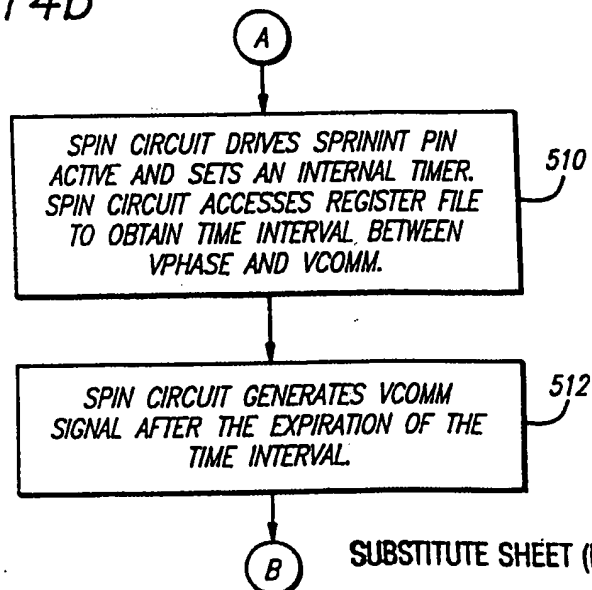 14b
A
SPIN CIRCUIT DRIVES SPRININT PIN
ACTIVE AND SETS AN INTERNAL TIMER.
SPIN CIRCUIT ACCESSES REGISTER FILE
TO OBTAIN TIME INTERVAL BETWEEN
VPHASE AND VCOMM.
510
SPIN CIRCUIT GENERATES VCOMM
SIGNAL AFTER THE EXPIRATION OF THE
TIME INTERVAL.
512
B
SUBSTITUTE SHEET (